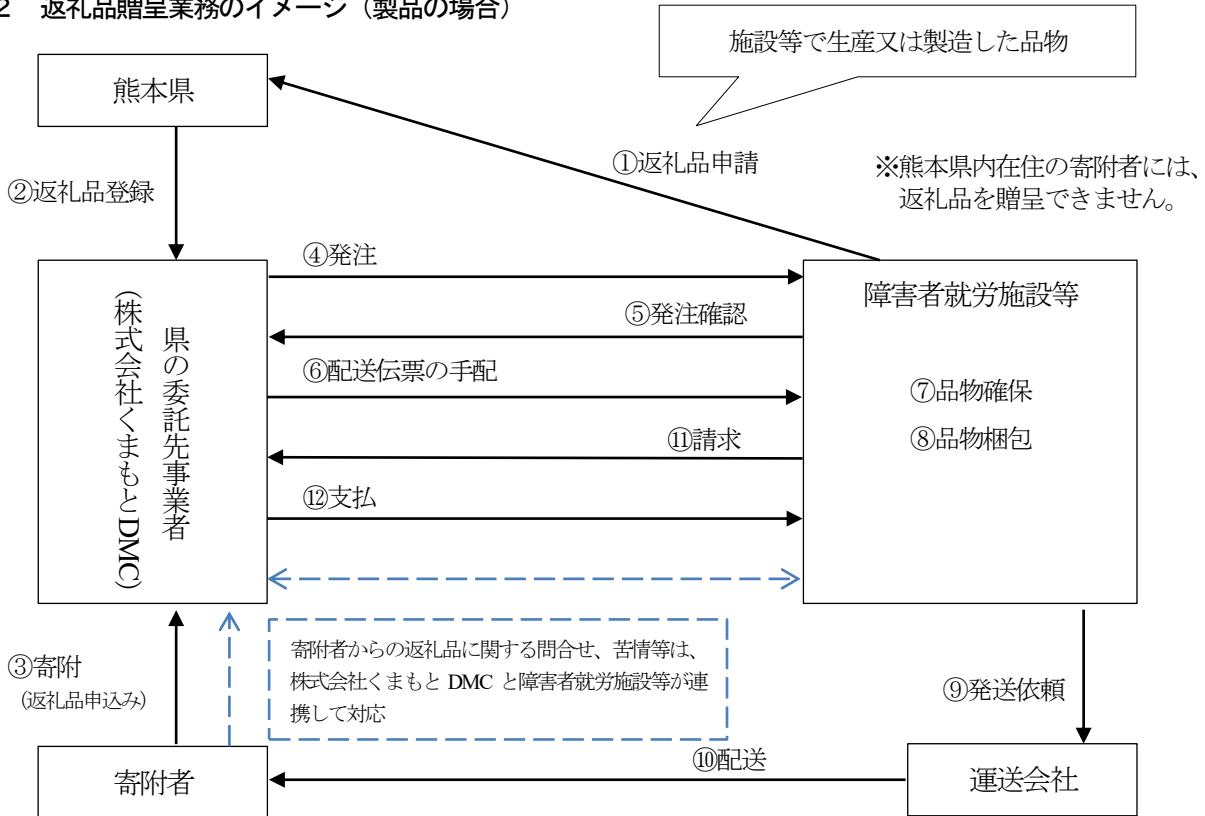 2 返礼品贈呈業務のイメージ（製品の場合）
施設等で生産又は製造した品物
熊本県
①返礼品申請
※熊本県内在住の寄附者には、
返礼品を贈呈できません。
②返礼品登録
④発注
障害者就労施設等
⑤発注確認
県の委託先事業者
（株式会社くまもとDMC）
⑥配送伝票の手配
⑦品物確保
⑪請求
⑧品物梱包
⑫支払
寄附者からの返礼品に関する問合せ、苦情等は、
株式会社くまもと DMC と障害者就労施設等が連
携して対応
③寄附
（返礼品申込み）
⑨発送依頼
⑩配送
寄附者
運送会社